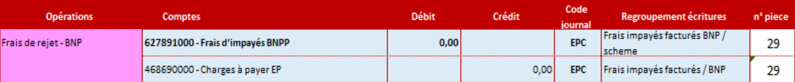 Opérations Comptes Débit Crédit Code journal Regroupement écritures n° piece
Frais de rejet - BNP 627891000 - Frais d'impayés BNPP 0,00 EPC Frais impayés facturés BNP / scheme 29
468690000 - Charges à payer EP 0,00 EPC Frais impayés facturés / BNP 29